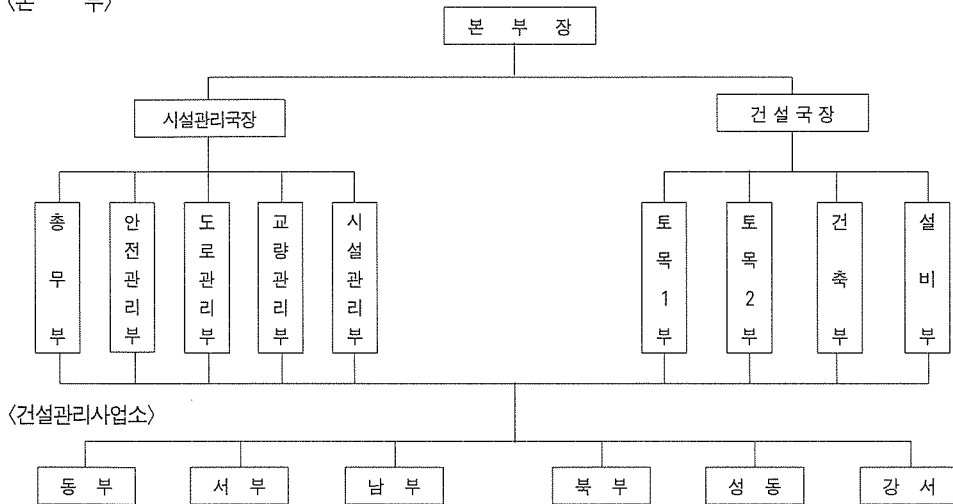 〈본 부〉
본 부 장
시설관리국장
건 설 국 장
총 무 부
안전관리부
도로관리부
교량관리부
시설관리부
토 목 1 부
토 목 2 부
건 축 부
설 비 부
〈건설관리사업소〉
동 부
서 부
남 부
북 부
성 동
강 서